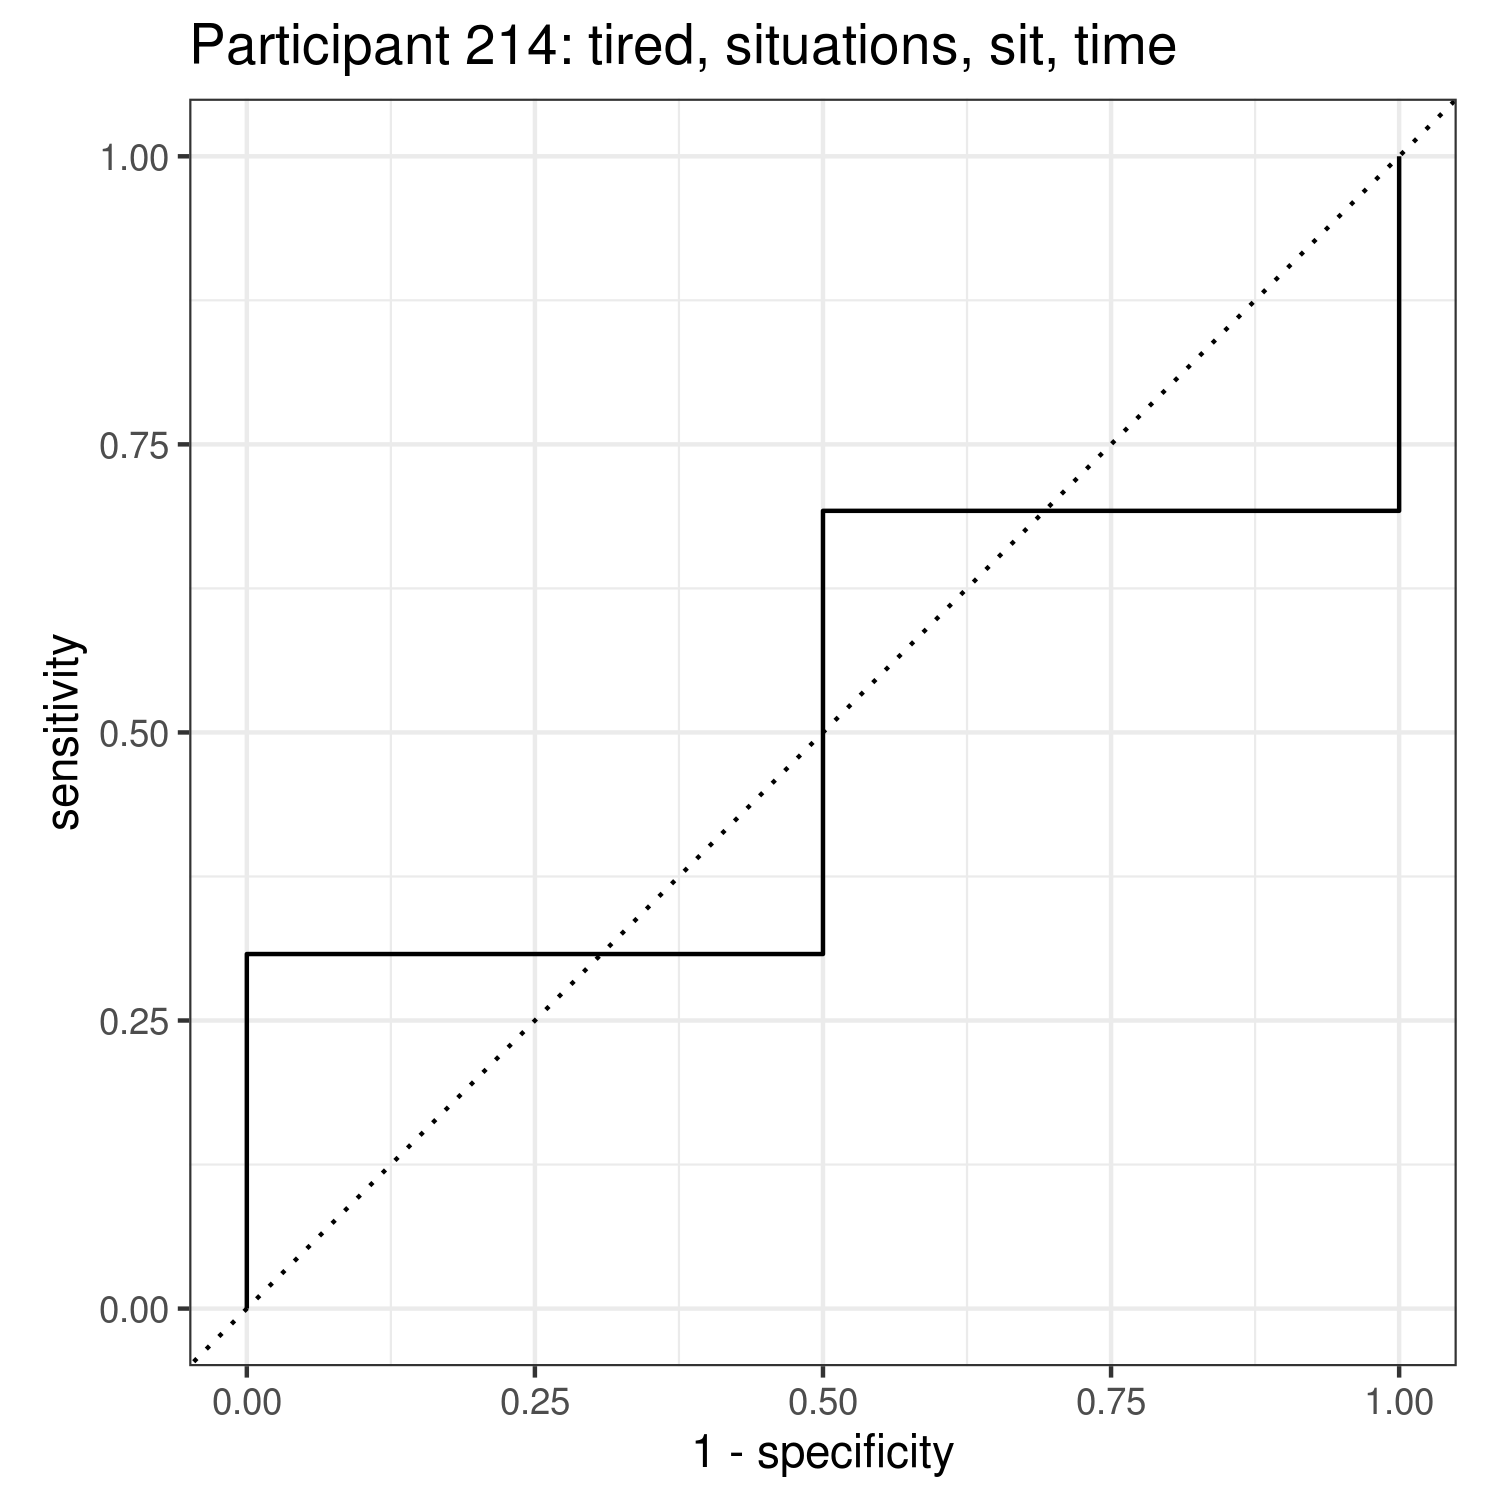 Participant 214: tired, situations, sit, time
1.00
0.75
0.50
0.25
0.00
sensitivity
0.00 0.25 0.50 0.75 1.00
1 - specificity